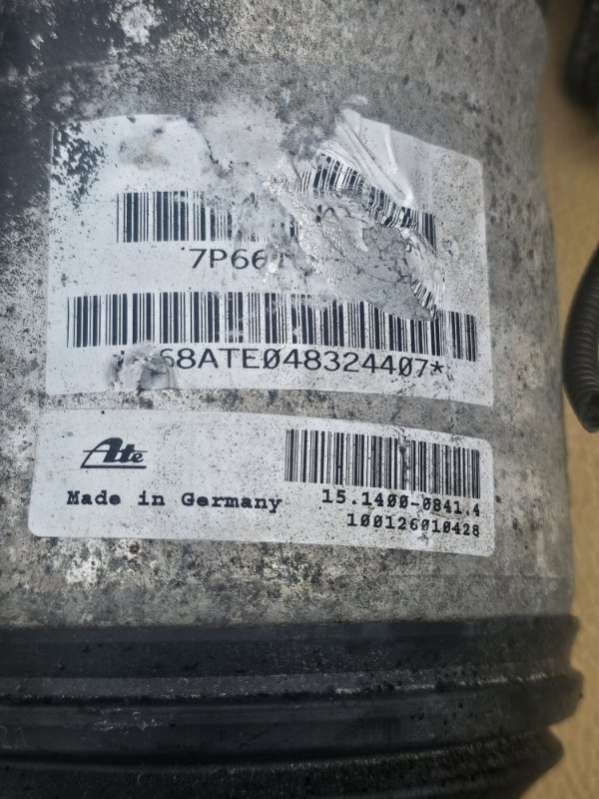 7P66
68ATE048324407*
Ate
Made in Germany
15.1400-0841.4
100126010428